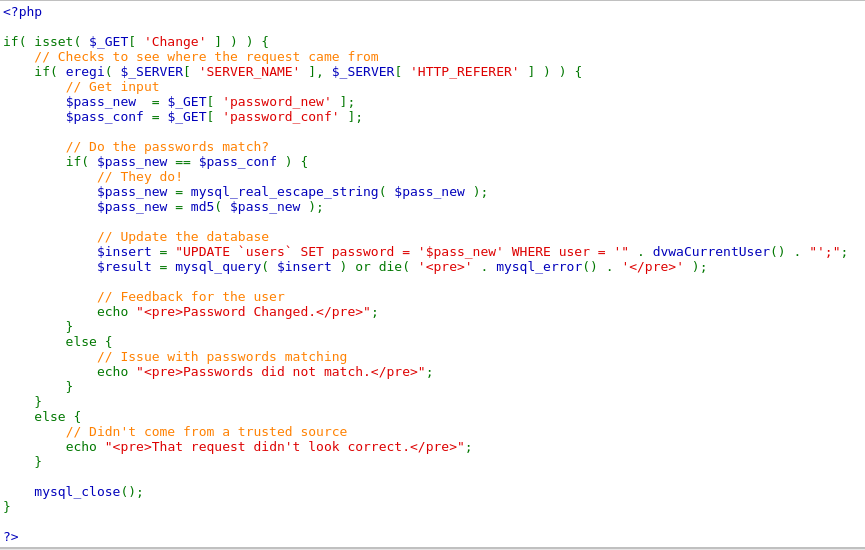 <?php

if( isset( $_GET[ 'Change' ] ) ) {
    // Checks to see where the request came from
    if( eregi( $_SERVER[ 'SERVER_NAME' ], $_SERVER[ 'HTTP_REFERER' ] ) ) {
        // Get input
        $pass_new  = $_GET[ 'password_new' ];
        $pass_conf = $_GET[ 'password_conf' ];

        // Do the passwords match?
        if( $pass_new == $pass_conf ) {
            // They do!
            $pass_new = mysql_real_escape_string( $pass_new );
            $pass_new = md5( $pass_new );

            // Update the database
            $insert = "UPDATE `users` SET password = '$pass_new' WHERE user = '" . dvwaCurrentUser() . "';";
            $result = mysql_query( $insert ) or die( '<pre>' . mysql_error() . '</pre>' );

            // Feedback for the user
            echo "<pre>Password Changed.</pre>";
        }
        else {
            // Issue with passwords matching
            echo "<pre>Passwords did not match.</pre>";
        }
    }
    else {
        // Didn't come from a trusted source
        echo "<pre>That request didn't look correct.</pre>";
    }

    mysql_close();
}

?>